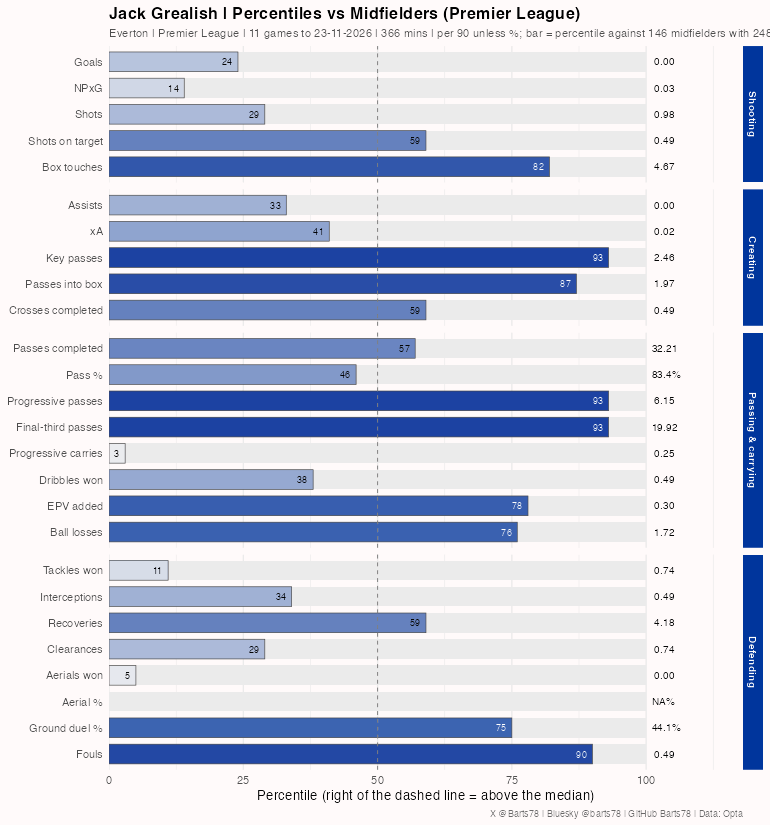 Jack Grealish | Percentiles vs Midfielders (Premier League)
Everton | Premier League | 11 games to 23-11-2026 | 366 mins | per 90 unless %; bar = percentile against 146 midfielders with 248
Goals 24 0.00
NPxG 14 0.03
Shots 29 0.98
Shots on target 59 0.49
Box touches 82 4.67
Shooting
Assists 33 0.00
xA 41 0.02
Key passes 93 2.46
Passes into box 87 1.97
Crosses completed 59 0.49
Creating
Passes completed 57 32.21
Pass % 46 83.4%
Progressive passes 93 6.15
Final-third passes 93 19.92
Progressive carries 3 0.25
Dribbles won 38 0.49
EPV added 78 0.30
Ball losses 76 1.72
Passing & carrying
Tackles won 11 0.74
Interceptions 34 0.49
Recoveries 59 4.18
Clearances 29 0.74
Aerials won 5 0.00
Aerial % NA%
Ground duel % 75 44.1%
Fouls 90 0.49
Defending
0 25 50 75 100
Percentile (right of the dashed line = above the median)
X @Barts78 | Bluesky @barts78 | GitHub Barts78 | Data: Opta